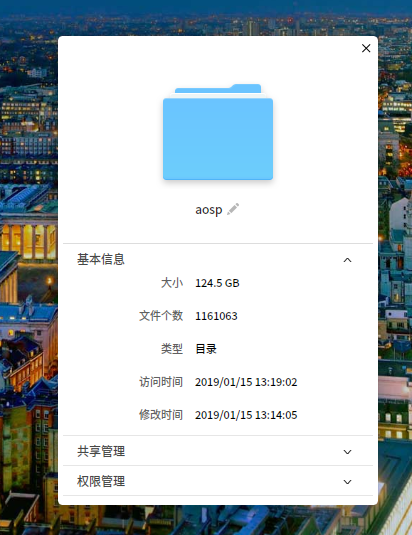 aosp
基本信息
大小 124.5 GB
文件个数 1161063
类型 目录
访问时间 2019/01/15 13:19:02
修改时间 2019/01/15 13:14:05
共享管理
权限管理